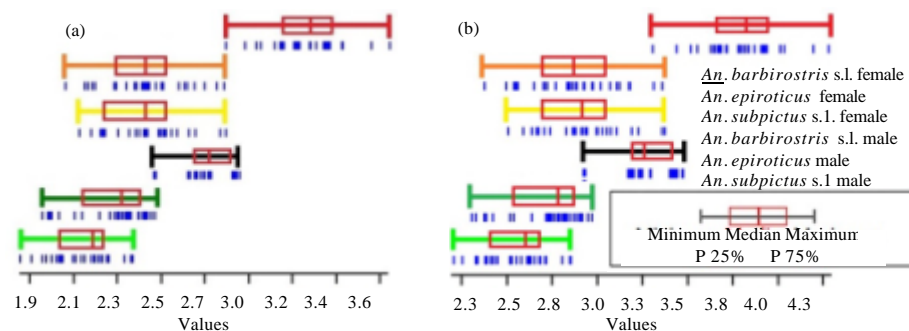 (a)
1.9 2.1 2.3 2.5 2.7 3.0 3.2 3.4 3.6
Values
(b)
An. barbirostris s.l. female
An. epiroticus female
An. subpictus s.l. female
An. barbirostris s.l. male
An. epiroticus male
An. subpictus s.1 male
Minimum Median Maximum
P 25% P 75%
2.3 2.5 2.8 3.0 3.3 3.5 3.8 4.0 4.3
Values